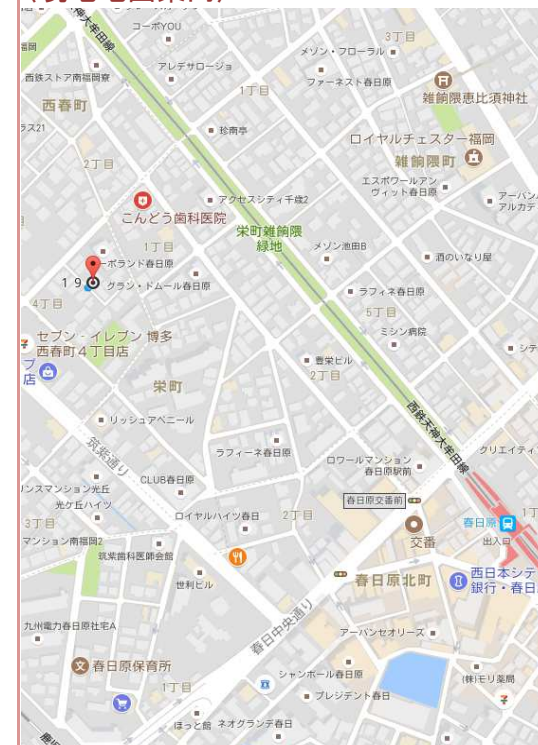 コーポYOU
3丁目
メゾン・フローラル
福岡
アレデサロージョ
西鉄ストア南福岡寮
ファーネスト春日原
雑餉隈恵比須神社
1丁目
西春町
ラス21
珍南亭
ロイヤルチェスター福岡
雑餉隈町
2丁目
エスポワールアン
ヴィット春日原
アーバン
アルカデ
アクセスシティ千歳2
こんどう歯科医院
栄町雑餉隈
緑地
メゾン池田B
酒のいなり屋
1丁目
ーポランド春日原
19
グラン・ドムール春日原
ラフィネ春日原
4丁目
5丁目
ミシン病院
セブン-イレブン 博多
西春町4丁目店
シテ
プ
店
豊栄ビル
2丁目
栄町
リッシュアベニール
西鉄天神大牟田線
筑紫通り
ラフィーネ春日原
ロワールマンション
春日原駅前
クリエイティ
CLUB春日原
リンスマンション光丘
光ケ丘ハイツ
春日原交番前
3丁目
ロイヤルハイツ春日
2丁目
春日原
1丁
マンション南福岡2
交番
出入口
筑紫歯科医師会館
世利ビル
春日原北町
西日本シテ
銀行・春日
九州電力春日原社宅A
春日中央通り
アーバンセオリーズ
春日原保育所
シャンボール春日原
(株)モリ薬局
1丁目
プレジデント春日
ほっと館
ネオグランデ春日